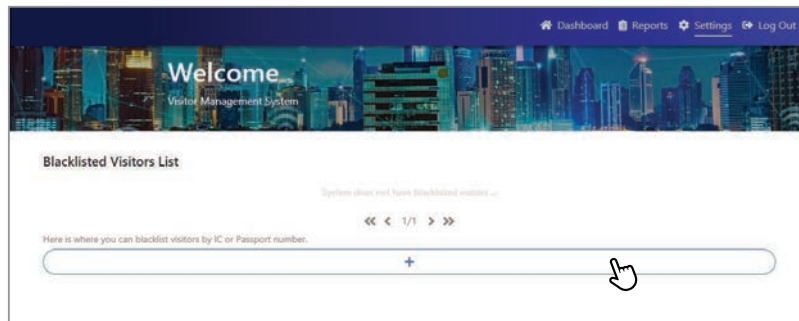 Dashboard Reports Settings Log Out
Welcome
Visitor Management System
Blacklisted Visitors List
System does not have blacklisted
1/1
Here is where you can blacklist visitors by IC or Passport number.
+